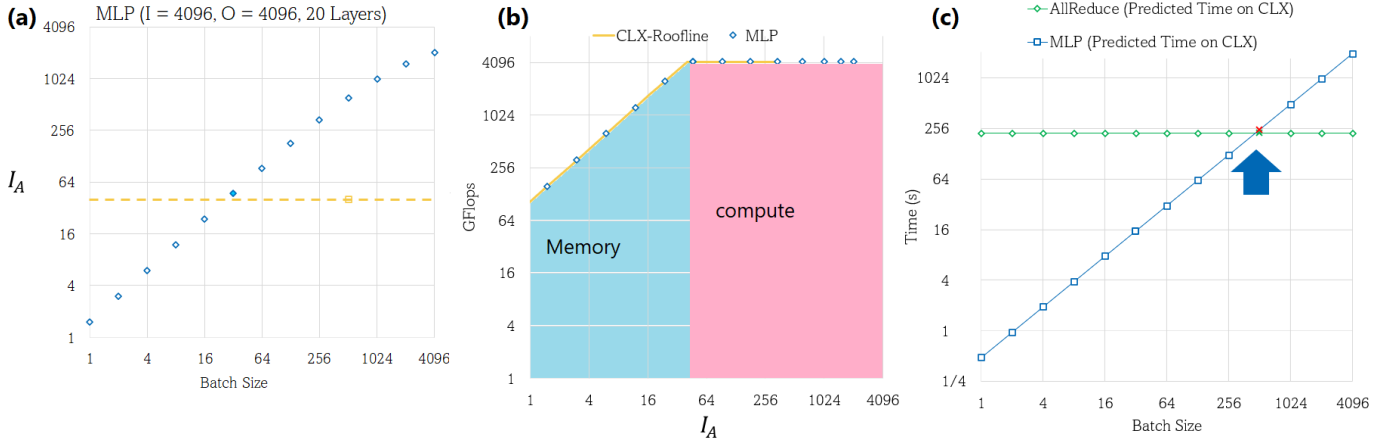 (a)
MLP (I = 4096, O = 4096, 20 Layers)
4096
1024
256
64
16
4
1
I_A
1 4 16 64 256 1024 4096
Batch Size
(b)
CLX-Roofline MLP
4096
1024
256
64
16
4
1
GFlops
Memory
compute
1 4 16 64 256 1024 4096
I_A
(c)
AllReduce (Predicted Time on CLX)
MLP (Predicted Time on CLX)
1024
256
64
16
4
1
1/4
Time (s)
1 4 16 64 256 1024 4096
Batch Size